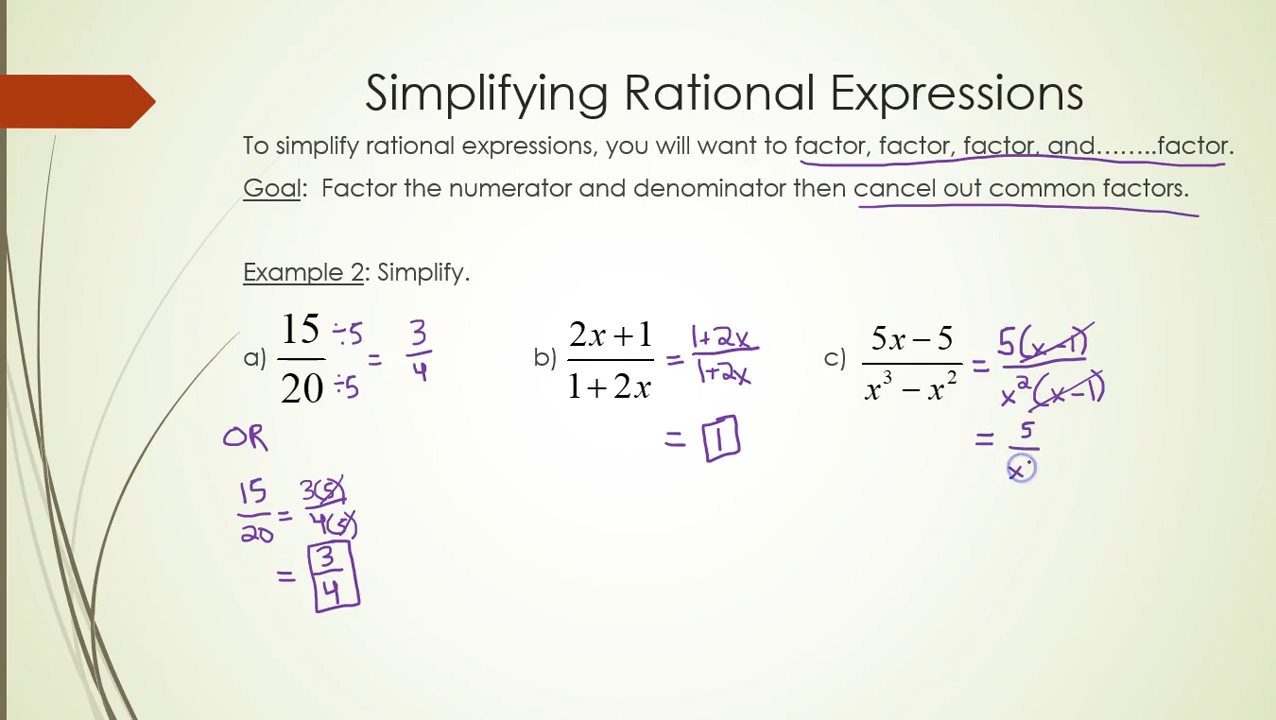 Simplifying Rational Expressions
To simplify rational expressions, you will want to factor, factor, factor, and........factor.
Goal: Factor the numerator and denominator then cancel out common factors.
Example 2: Simplify.
a) 15/20 ÷5/÷5 = 3/4
OR
15/20 = 3(5)/4(5)
= 3/4
b) (2x + 1)/(1 + 2x) = (1+2x)/(1+2x)
= 1
c) (5x − 5)/(x³ − x²) = 5(x−1)/x²(x−1)
= 5/x